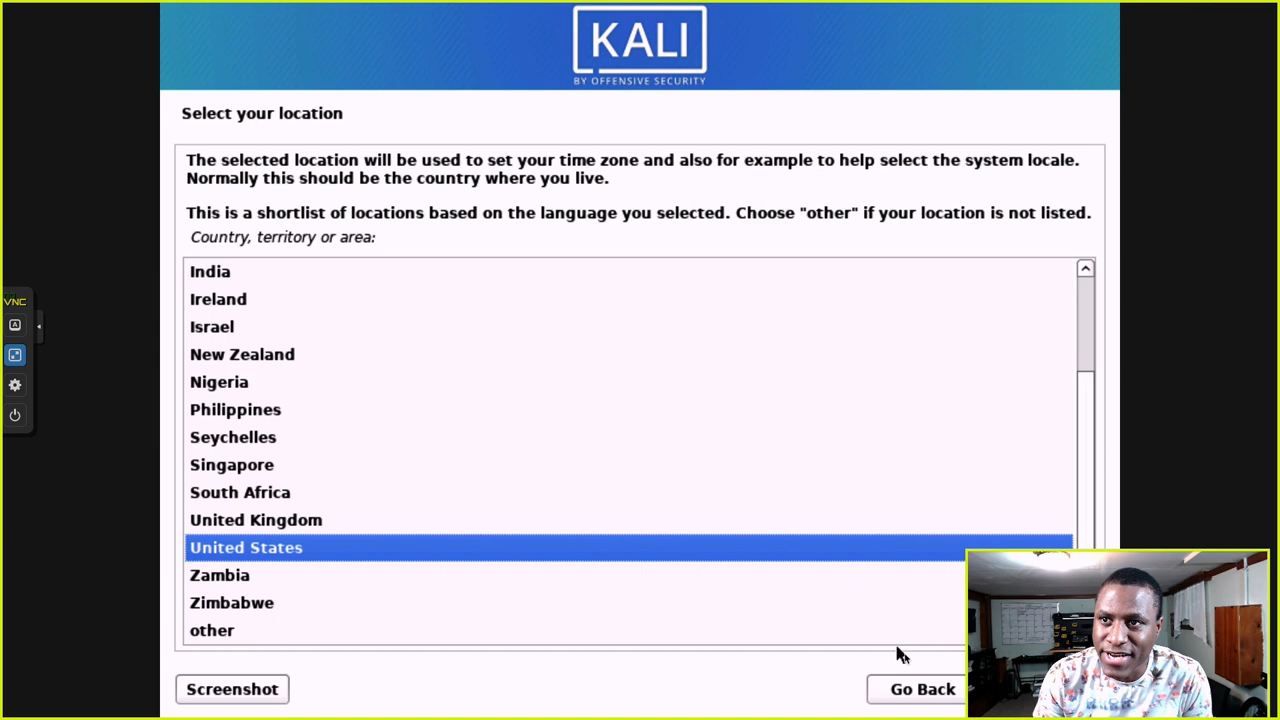 KALI
BY OFFENSIVE SECURITY
Select your location
The selected location will be used to set your time zone and also for example to help select the system locale.
Normally this should be the country where you live.
This is a shortlist of locations based on the language you selected. Choose "other" if your location is not listed.
Country, territory or area:
India
Ireland
Israel
New Zealand
Nigeria
Philippines
Seychelles
Singapore
South Africa
United Kingdom
United States
Zambia
Zimbabwe
other
Screenshot
Go Back
VNC
A